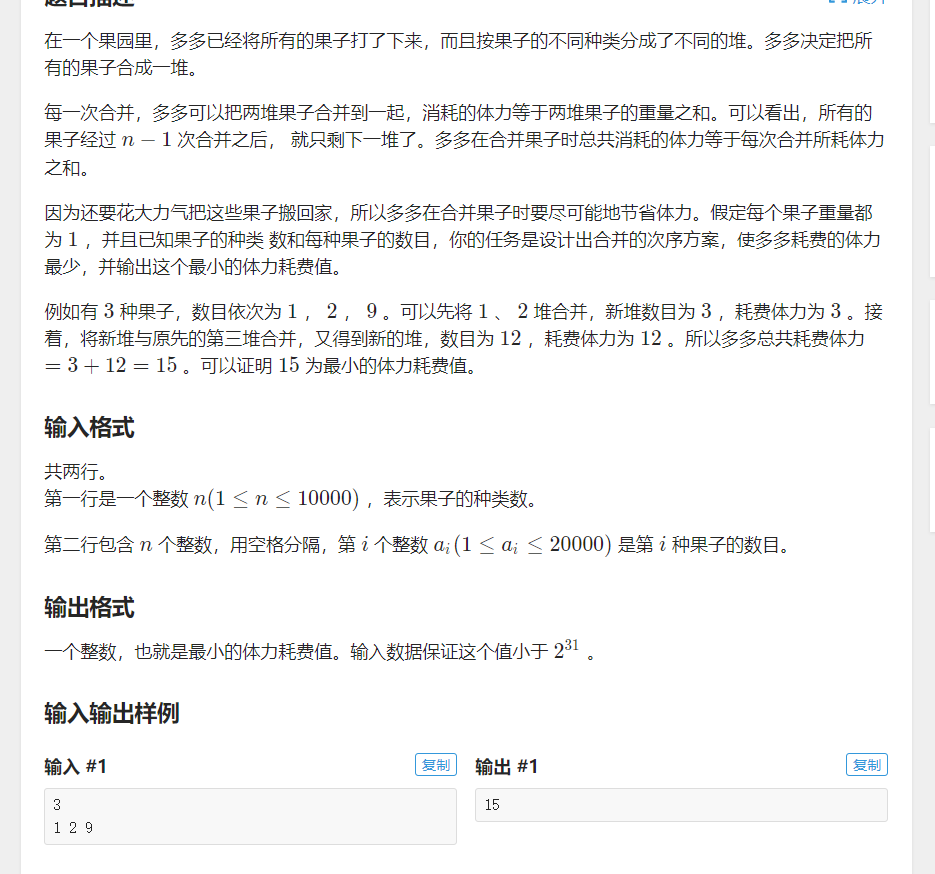 题目描述
展开
在一个果园里，多多已经将所有的果子打了下来，而且按果子的不同种类分成了不同的堆。多多决定把所
有的果子合成一堆。
每一次合并，多多可以把两堆果子合并到一起，消耗的体力等于两堆果子的重量之和。可以看出，所有的
果子经过 n − 1 次合并之后， 就只剩下一堆了。多多在合并果子时总共消耗的体力等于每次合并所耗体力
之和。
因为还要花大力气把这些果子搬回家，所以多多在合并果子时要尽可能地节省体力。假定每个果子重量都
为 1 ，并且已知果子的种类 数和每种果子的数目，你的任务是设计出合并的次序方案，使多多耗费的体力
最少，并输出这个最小的体力耗费值。
例如有 3 种果子，数目依次为 1 ， 2 ， 9 。可以先将 1 、 2 堆合并，新堆数目为 3 ，耗费体力为 3 。接
着，将新堆与原先的第三堆合并，又得到新的堆，数目为 12 ，耗费体力为 12 。所以多多总共耗费体力
= 3 + 12 = 15 。可以证明 15 为最小的体力耗费值。
输入格式
共两行。
第一行是一个整数 n(1 ≤ n ≤ 10000) ，表示果子的种类数。
第二行包含 n 个整数，用空格分隔，第 i 个整数 aᵢ(1 ≤ aᵢ ≤ 20000) 是第 i 种果子的数目。
输出格式
一个整数，也就是最小的体力耗费值。输入数据保证这个值小于 2³¹ 。
输入输出样例
输入 #1 复制 输出 #1 复制
3 15
1 2 9